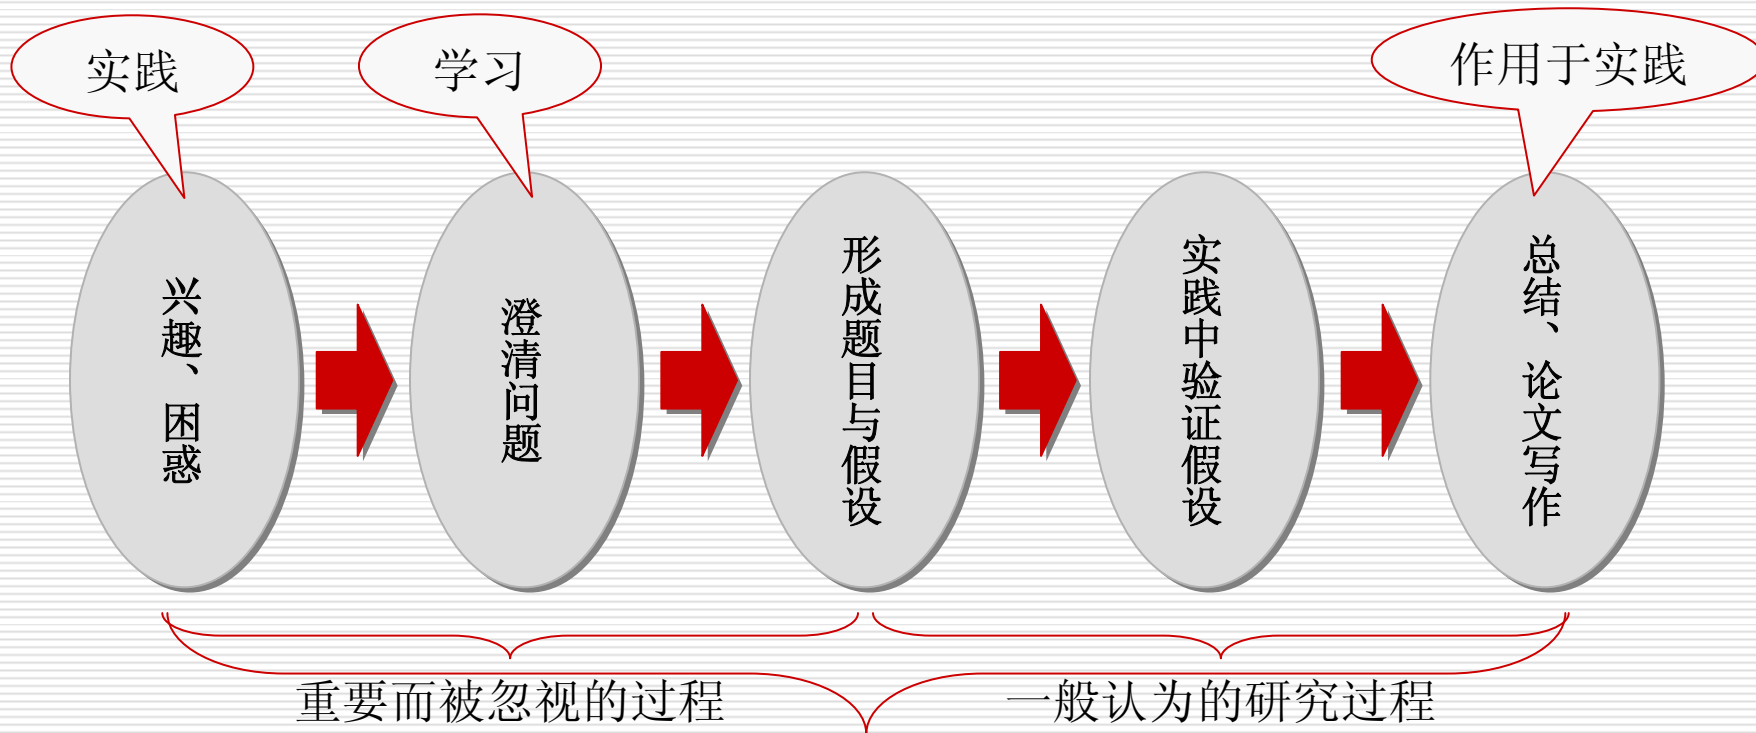 实践
学习
作用于实践
兴趣、困惑
澄清问题
形成题目与假设
实践中验证假设
总结、论文写作
重要而被忽视的过程
一般认为的研究过程